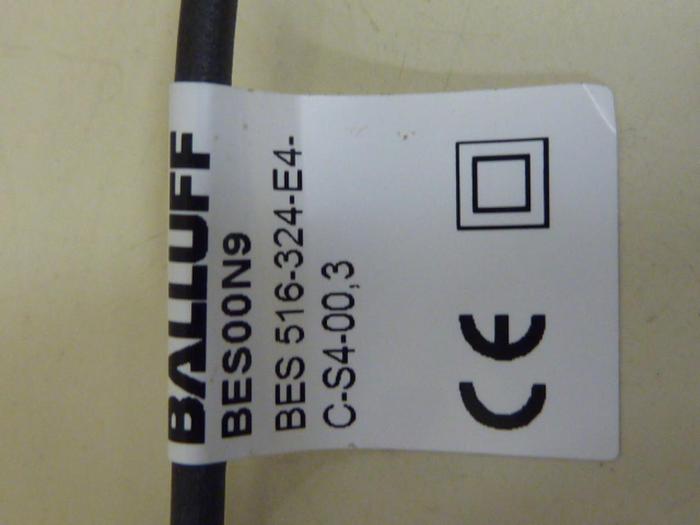 BALLUFF
BES00N9
BES 516-324-E4-
C-S4-00,3
CE